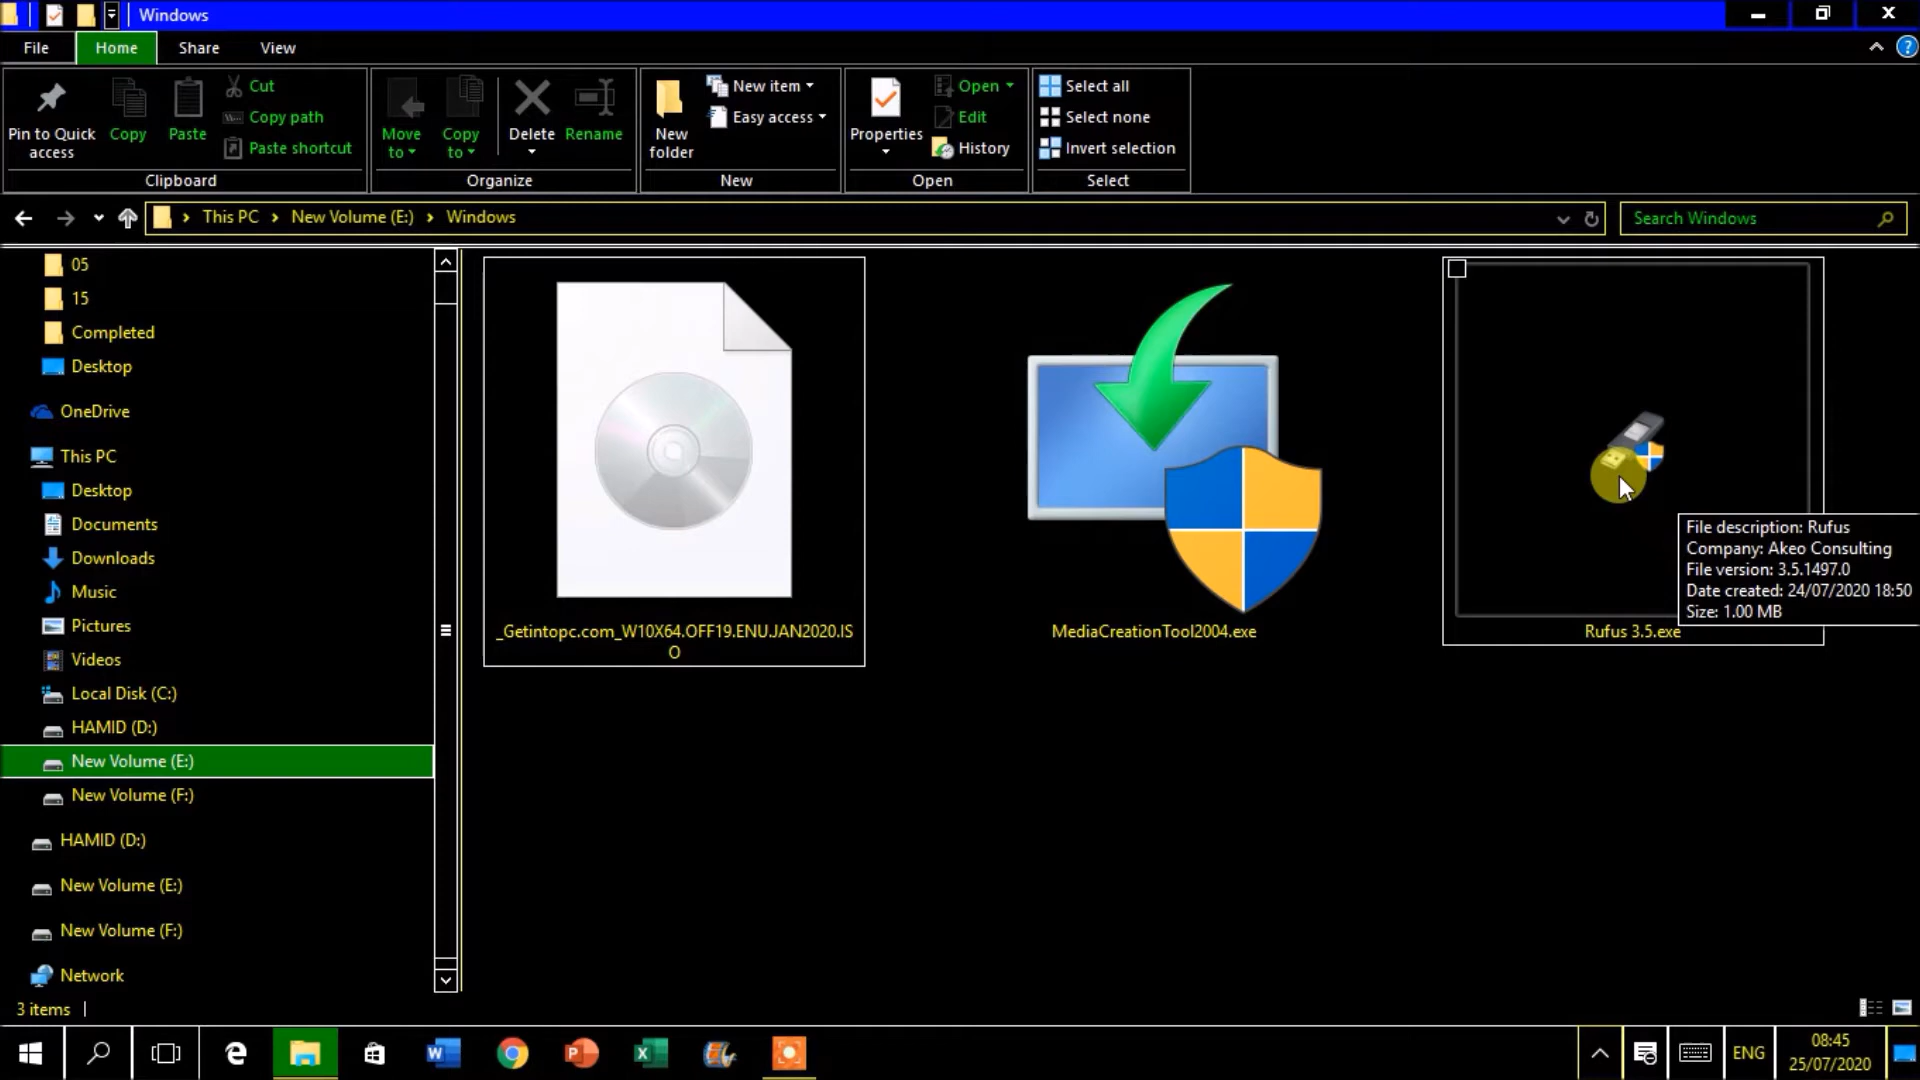 Windows
File
Home
Share
View
Pin to Quick access
Copy
Paste
Cut
Copy path
Paste shortcut
Clipboard
Move to
Copy to
Delete
Rename
Organize
New folder
New item
Easy access
New
Properties
Open
Edit
History
Open
Select all
Select none
Invert selection
Select
This PC
New Volume (E:)
Windows
Search Windows
05
15
Completed
Desktop
OneDrive
This PC
Desktop
Documents
Downloads
Music
Pictures
Videos
Local Disk (C:)
HAMID (D:)
New Volume (E:)
New Volume (F:)
HAMID (D:)
New Volume (E:)
New Volume (F:)
Network
_Getintopc.com_W10X64.OFF19.ENU.JAN2020.IS
O
MediaCreationTool2004.exe
Rufus 3.5.exe
File description: Rufus
Company: Akeo Consulting
File version: 3.5.1497.0
Date created: 24/07/2020 18:50
Size: 1.00 MB
3 items
ENG
08:45
25/07/2020